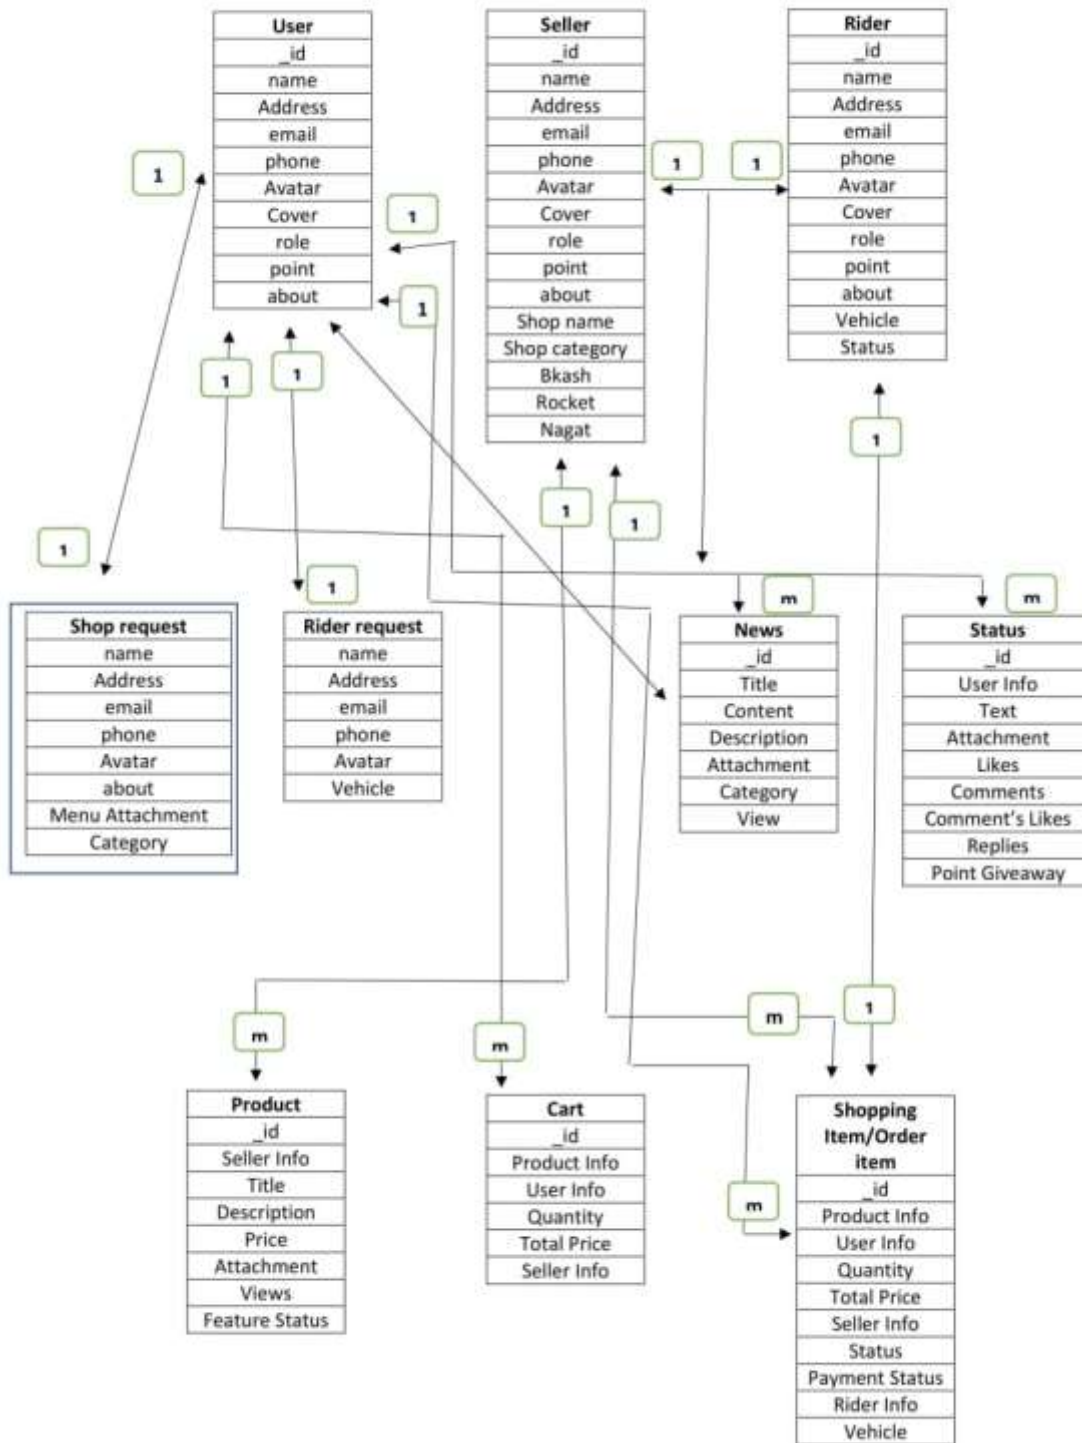 User
_id
name
Address
email
phone
Avatar
Cover
role
point
about
Seller
_id
name
Address
email
phone
Avatar
Cover
role
point
about
Shop name
Shop category
Bkash
Rocket
Nagat
Rider
_id
name
Address
email
phone
Avatar
Cover
role
point
about
Vehicle
Status
1
1
1
1
1
1
1
1
1
1
1
1
m
m
Shop request
name
Address
email
phone
Avatar
about
Menu Attachment
Category
Rider request
name
Address
email
phone
Avatar
Vehicle
News
_id
Title
Content
Description
Attachment
Category
View
Status
_id
User Info
Text
Attachment
Likes
Comments
Comment's Likes
Replies
Point Giveaway
m
m
m
1
m
Product
_id
Seller Info
Title
Description
Price
Attachment
Views
Feature Status
Cart
_id
Product Info
User Info
Quantity
Total Price
Seller Info
Shopping
Item/Order
item
_id
Product Info
User Info
Quantity
Total Price
Seller Info
Status
Payment Status
Rider Info
Vehicle